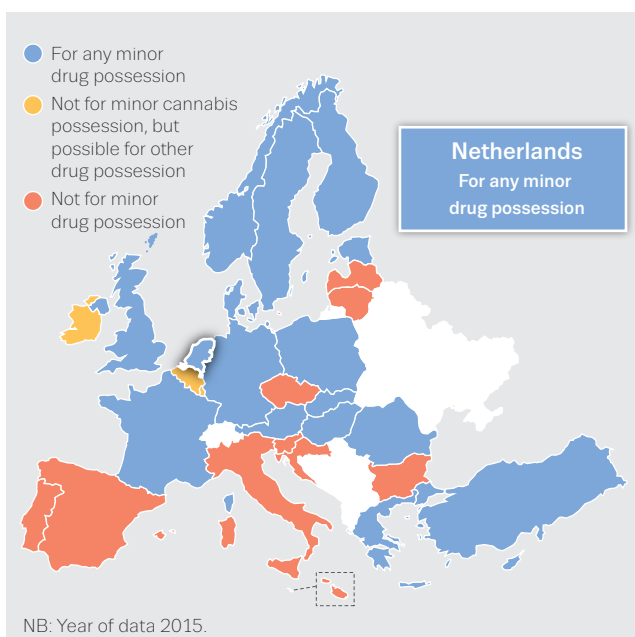 For any minor
drug possession
Not for minor cannabis
possession, but
possible for other
drug possession
Not for minor
drug possession
Netherlands
For any minor
drug possession
NB: Year of data 2015.